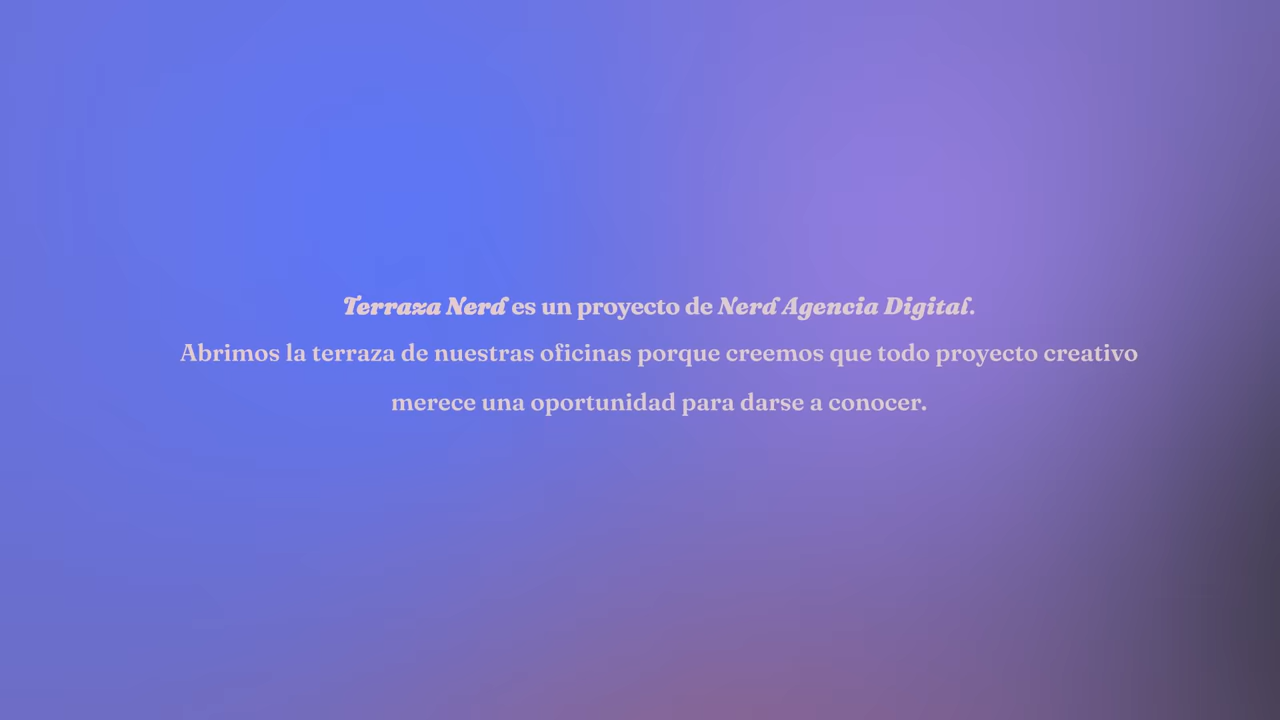 Terraza Nerd es un proyecto de Nerd Agencia Digital.
Abrimos la terraza de nuestras oficinas porque creemos que todo proyecto creativo
merece una oportunidad para darse a conocer.